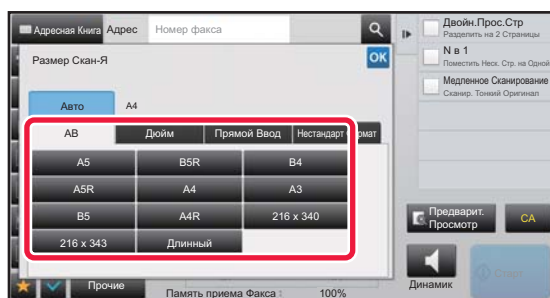 Адресная Книга Адрес Номер факса
Размер Скан-Я OK
Авто A4
AB Дюйм Прямой Ввод Нестандарт
A5 B5R B4
A5R A4 A3
B5 A4R 216 x 340
216 x 343 Длинный
Прочие Память приема Факса : 100%
Двойн.Прос.Стр
Разделить на 2 Страницы
N в 1
Поместить Неск. Стр. на Одной
Медленное Сканирование
Сканир. Тонкий Оригинал
Предварит.
Просмотр
CA
Динамик
Старт